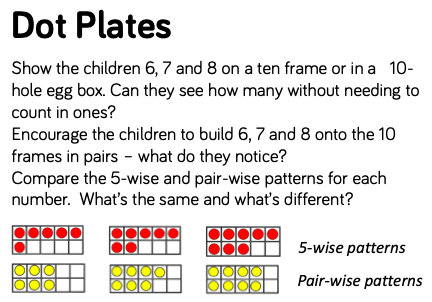 Dot Plates
Show the children 6, 7 and 8 on a ten frame or in a 10-
hole egg box. Can they see how many without needing to
count in ones?
Encourage the children to build 6, 7 and 8 onto the 10
frames in pairs – what do they notice?
Compare the 5-wise and pair-wise patterns for each
number. What's the same and what's different?
5-wise patterns
Pair-wise patterns